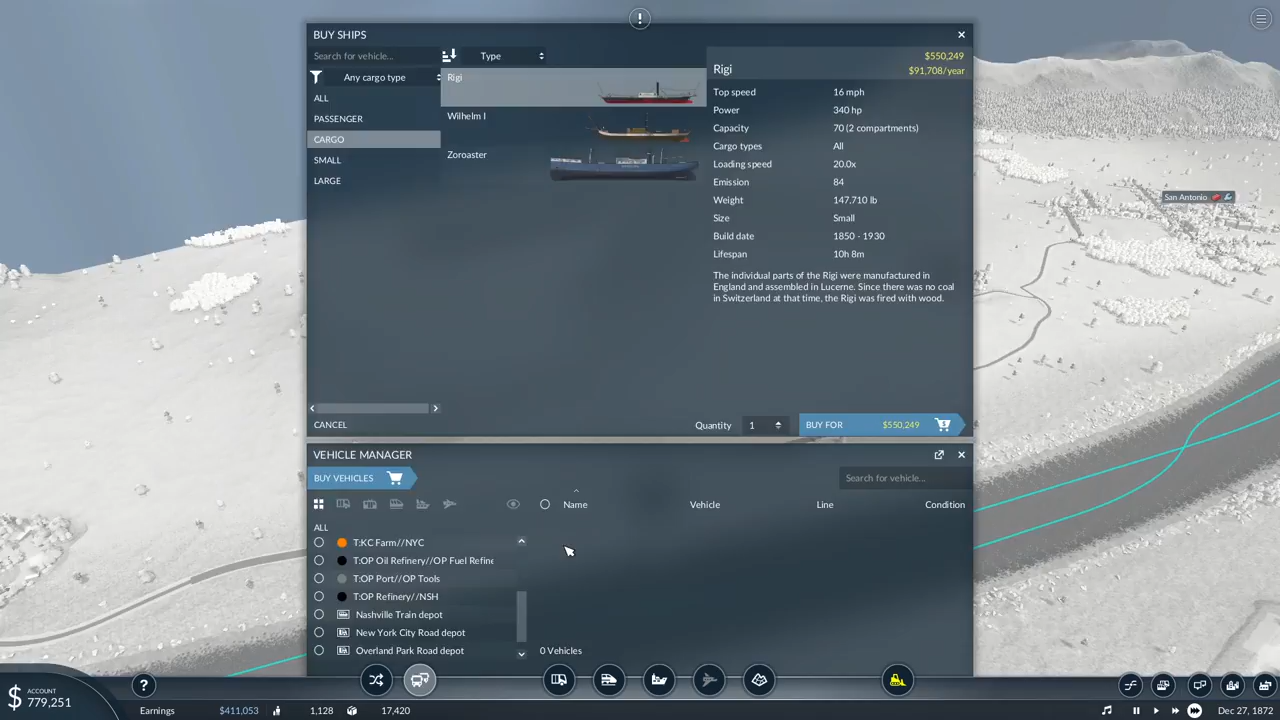 BUY SHIPS
Search for vehicle...
Type
Any cargo type
ALL
PASSENGER
CARGO
SMALL
LARGE
Rigi
Wilhelm I
Zoroaster
$550,249
Rigi
$91,708/year
Top speed 16 mph
Power 340 hp
Capacity 70 (2 compartments)
Cargo types All
Loading speed 20.0x
Emission 84
Weight 147,710 lb
Size Small
Build date 1850 - 1930
Lifespan 10h 8m
The individual parts of the Rigi were manufactured in
England and assembled in Lucerne. Since there was no coal
in Switzerland at that time, the Rigi was fired with wood.
CANCEL
Quantity 1
BUY FOR $550,249
San Antonio
VEHICLE MANAGER
BUY VEHICLES
Search for vehicle...
Name Vehicle Line Condition
ALL
T:KC Farm//NYC
T:OP Oil Refinery//OP Fuel Refine
T:OP Port//OP Tools
T:OP Refinery//NSH
Nashville Train depot
New York City Road depot
Overland Park Road depot
0 Vehicles
$ ACCOUNT
779,251
?
Earnings $411,053 1,128 17,420
Dec 27, 1872